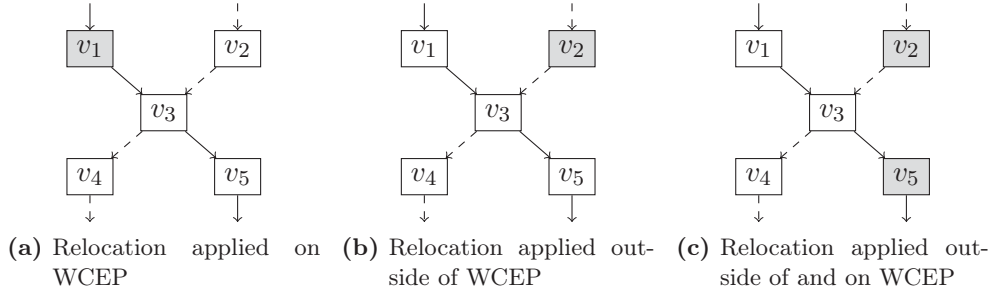 v1 v2 v1 v2 v1 v2
v3 v3 v3
v4 v5 v4 v5 v4 v5
(a) Relocation applied on (b) Relocation applied out- (c) Relocation applied out-
WCEP side of WCEP side of and on WCEP